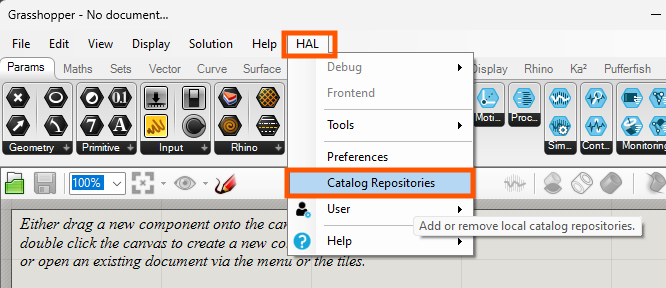 Grasshopper - No document...
File Edit View Display Solution Help HAL
Params Maths Sets Vector Curve Surface Display Rhino Ka² Pufferfish
Debug
Frontend
Tools
Preferences
Catalog Repositories
User
Help
Geometry Primitive Input Rhino Moti... Proc... Sim... Cont... Monitoring
100%
Add or remove local catalog repositories.
Either drag a new component onto the can
double click the canvas to create a new co
or open an existing document via the menu or the tiles.